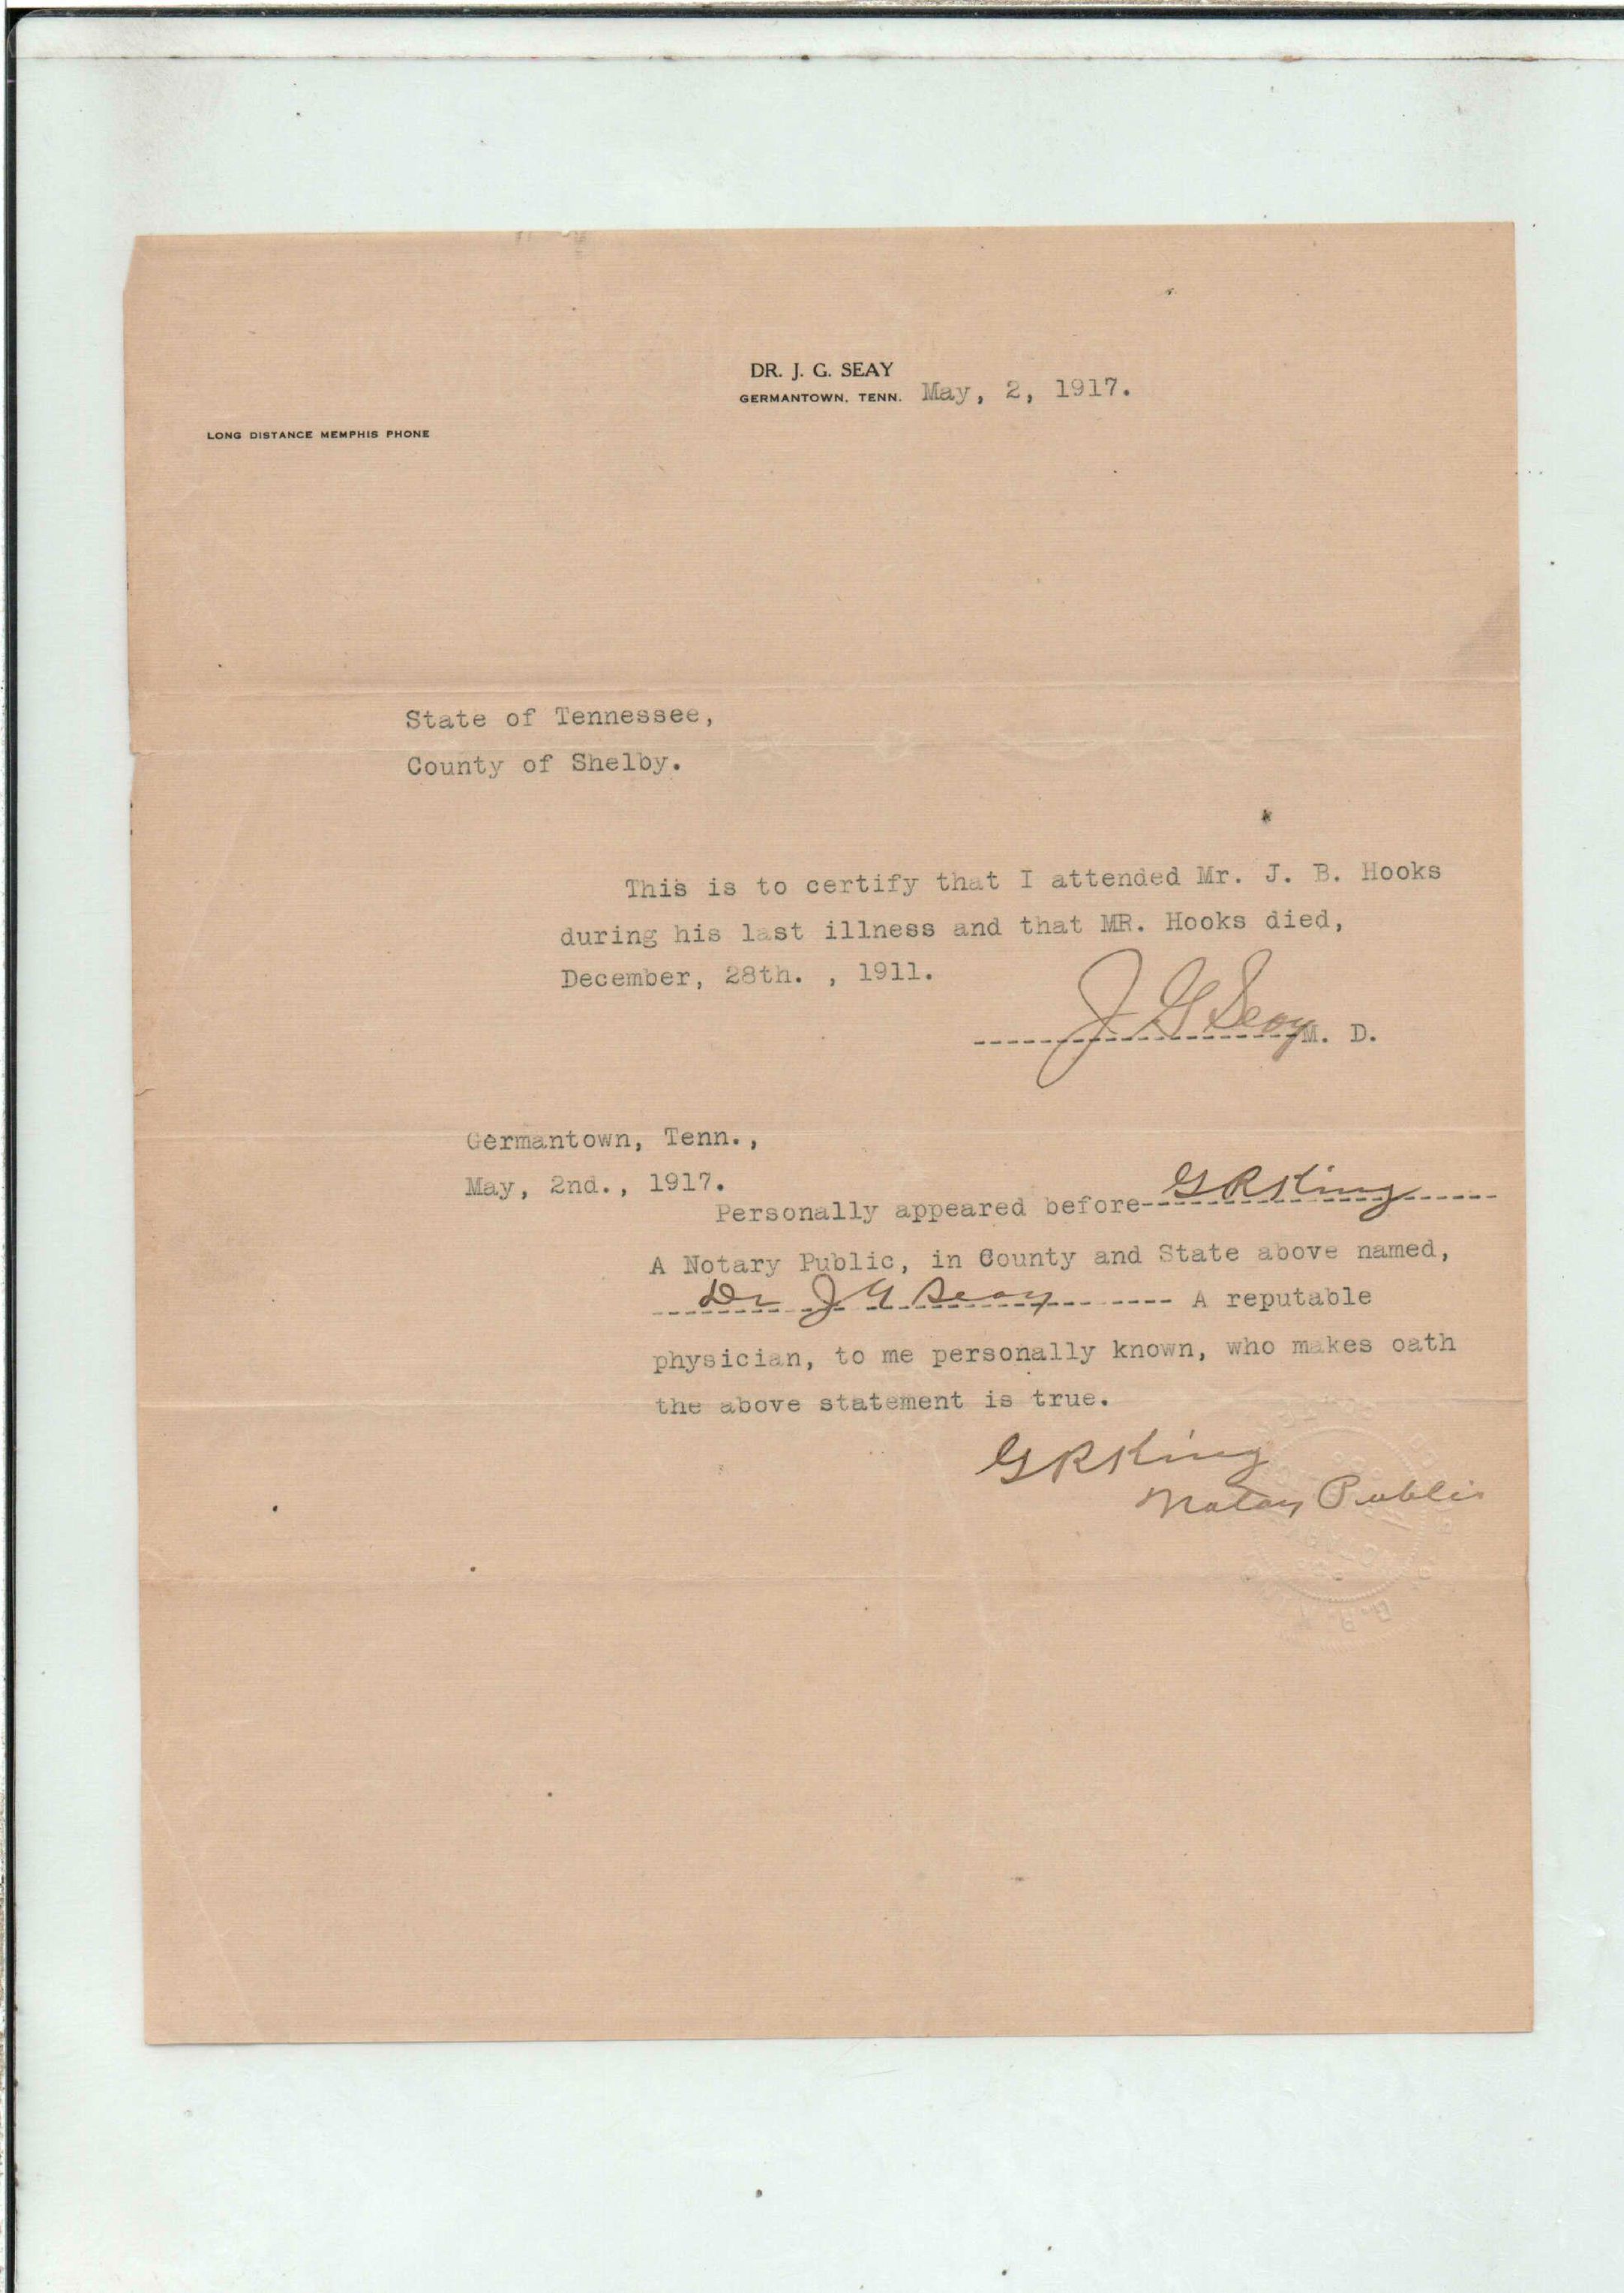 DR. J. G. SEAY
GERMANTOWN, TENN. May, 2, 1917.
LONG DISTANCE MEMPHIS PHONE
State of Tennessee,
County of Shelby.
This is to certify that I attended Mr. J. B. Hooks
during his last illness and that MR. Hooks died,
December, 28th. , 1911.
J G Seay M. D.
Germantown, Tenn.,
May, 2nd., 1917.
Personally appeared before G R King
A Notary Public, in County and State above named,
Dr J G Seay A reputable
physician, to me personally known, who makes oath
the above statement is true.
G R King
Notary Public